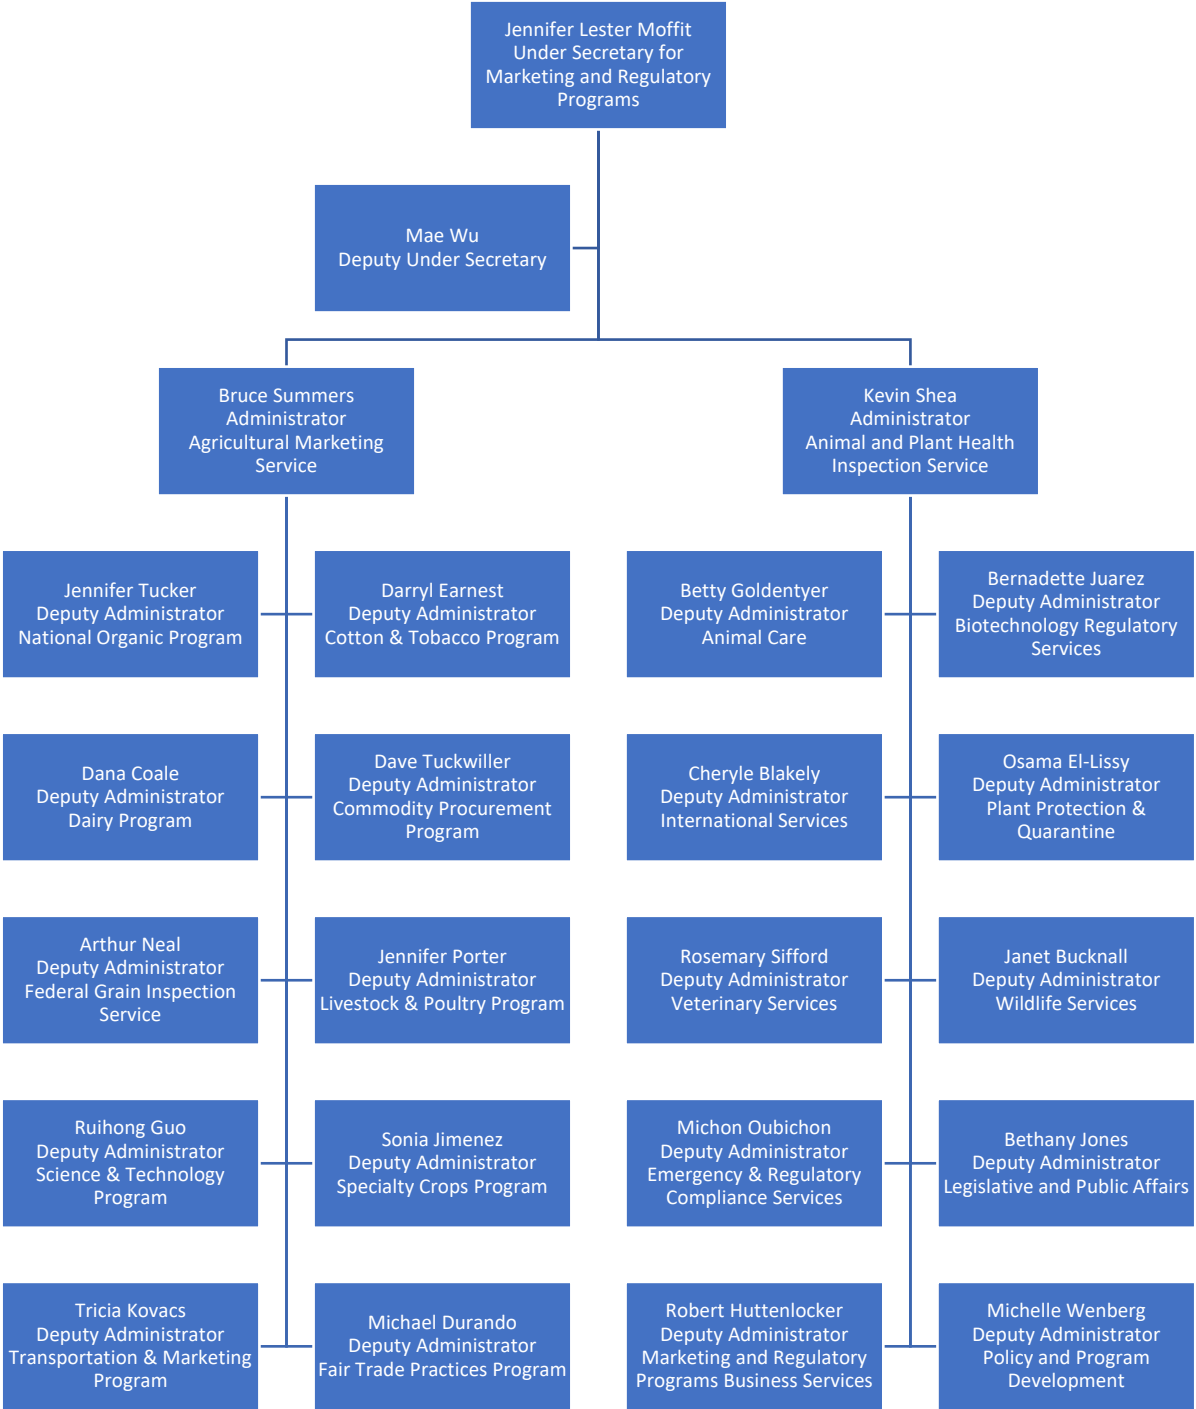 Jennifer Lester Moffit
Under Secretary for
Marketing and Regulatory
Programs
Mae Wu
Deputy Under Secretary
Bruce Summers
Administrator
Agricultural Marketing
Service
Kevin Shea
Administrator
Animal and Plant Health
Inspection Service
Jennifer Tucker
Deputy Administrator
National Organic Program
Darryl Earnest
Deputy Administrator
Cotton & Tobacco Program
Betty Goldentyer
Deputy Administrator
Animal Care
Bernadette Juarez
Deputy Administrator
Biotechnology Regulatory
Services
Dana Coale
Deputy Administrator
Dairy Program
Dave Tuckwiller
Deputy Administrator
Commodity Procurement
Program
Cheryle Blakely
Deputy Administrator
International Services
Osama El-Lissy
Deputy Administrator
Plant Protection &
Quarantine
Arthur Neal
Deputy Administrator
Federal Grain Inspection
Service
Jennifer Porter
Deputy Administrator
Livestock & Poultry Program
Rosemary Sifford
Deputy Administrator
Veterinary Services
Janet Bucknall
Deputy Administrator
Wildlife Services
Ruihong Guo
Deputy Administrator
Science & Technology
Program
Sonia Jimenez
Deputy Administrator
Specialty Crops Program
Michon Oubichon
Deputy Administrator
Emergency & Regulatory
Compliance Services
Bethany Jones
Deputy Administrator
Legislative and Public Affairs
Tricia Kovacs
Deputy Administrator
Transportation & Marketing
Program
Michael Durando
Deputy Administrator
Fair Trade Practices Program
Robert Huttenlocker
Deputy Administrator
Marketing and Regulatory
Programs Business Services
Michelle Wenberg
Deputy Administrator
Policy and Program
Development